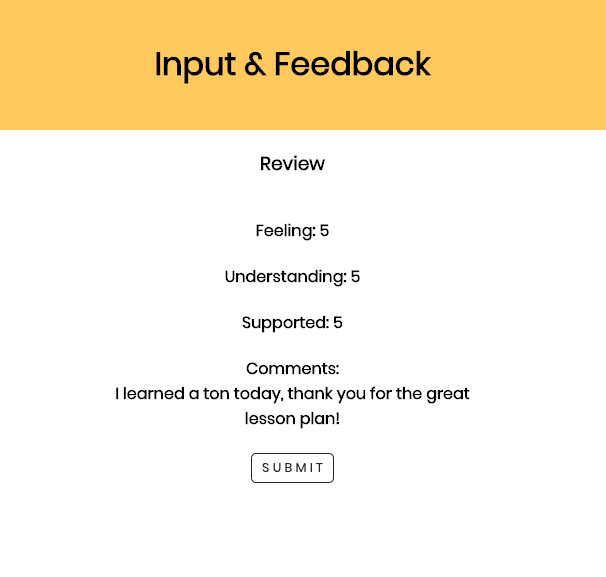 Input & Feedback
Review
Feeling: 5
Understanding: 5
Supported: 5
Comments:
I learned a ton today, thank you for the great
lesson plan!
SUBMIT